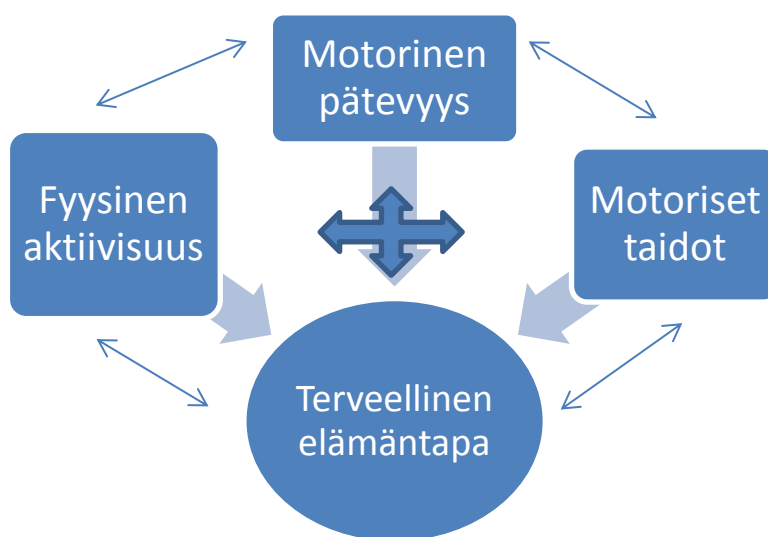 Motorinen
pätevyys
Fyysinen
aktiivisuus
Motoriset
taidot
Terveellinen
elämäntapa